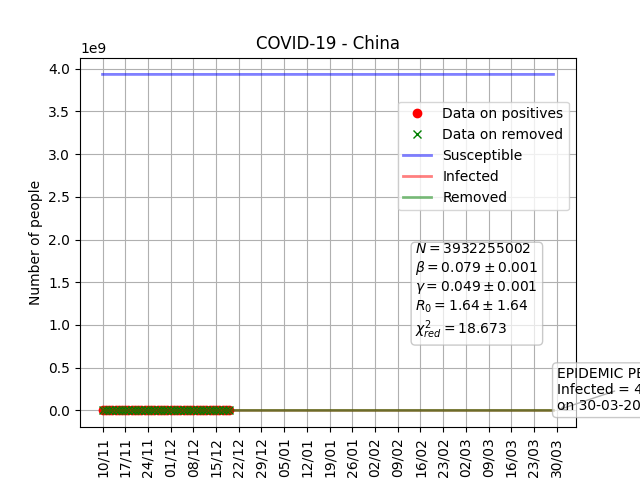 COVID-19 - China
1e9
4.0
3.5
3.0
2.5
2.0
1.5
1.0
0.5
0.0
Number of people
Data on positives
Data on removed
Susceptible
Infected
Removed
N = 3932255002
β = 0.079 ± 0.001
γ = 0.049 ± 0.001
R₀ = 1.64 ± 1.64
χ²red = 18.673
EPIDEMIC PE
Infected = 4
on 30-03-20
10/11
17/11
24/11
01/12
08/12
15/12
22/12
29/12
05/01
12/01
19/01
26/01
02/02
09/02
16/02
23/02
02/03
09/03
16/03
23/03
30/03